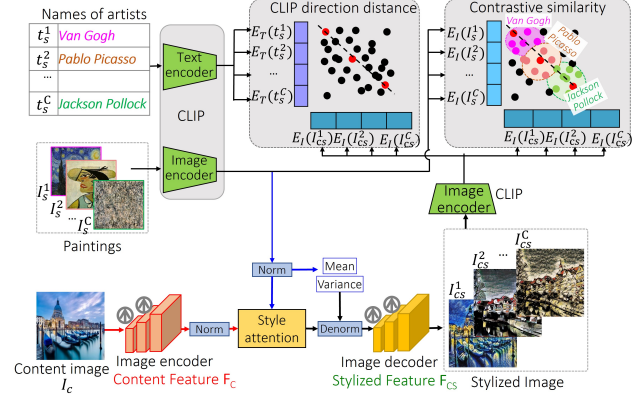 Names of artists
t_s^1 Van Gogh
t_s^2 Pablo Picasso
...
t_s^C Jackson Pollock
Text
encoder
CLIP
Image
encoder
CLIP direction distance
E_T(t_s^1)
E_T(t_s^2)
...
E_T(t_s^C)
E_I(I_cs^1) E_I(I_cs^2) E_I(I_cs^C)
Contrastive similarity
E_I(I_s^1)
E_I(I_s^2)
...
E_I(I_s^C)
Van Gogh
Pablo
Picasso
Jackson
Pollock
E_I(I_cs^1) E_I(I_cs^2) E_I(I_cs^C)
I_s^1
I_s^2
...
I_s^C
Paintings
Image
encoder
CLIP
Norm
Mean
Variance
Norm
Style
attention
Denorm
Content image
I_c
Image encoder
Content Feature F_C
Image decoder
Stylized Feature F_CS
I_cs^1
I_cs^2
...
I_cs^C
Stylized Image